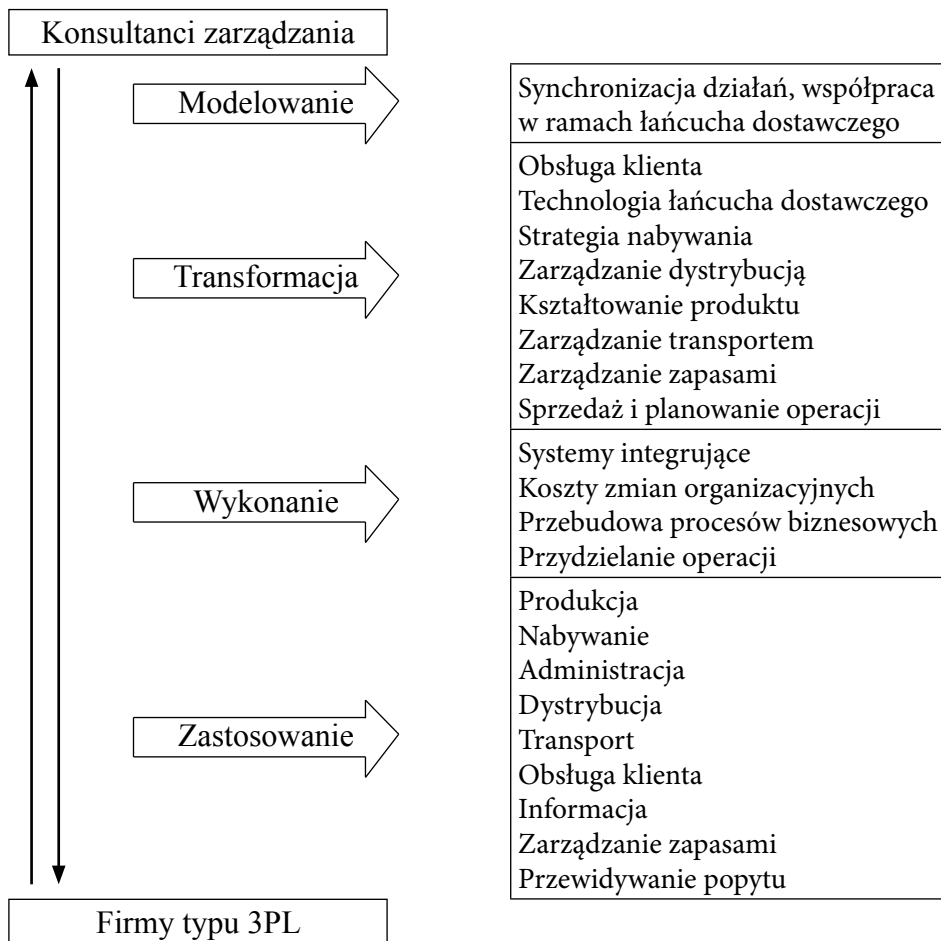 Konsultanci zarządzania
Modelowanie
Synchronizacja działań, współpraca
w ramach łańcucha dostawczego
Transformacja
Obsługa klienta
Technologia łańcucha dostawczego
Strategia nabywania
Zarządzanie dystrybucją
Kształtowanie produktu
Zarządzanie transportem
Zarządzanie zapasami
Sprzedaż i planowanie operacji
Wykonanie
Systemy integrujące
Koszty zmian organizacyjnych
Przebudowa procesów biznesowych
Przydzielanie operacji
Zastosowanie
Produkcja
Nabywanie
Administracja
Dystrybucja
Transport
Obsługa klienta
Informacja
Zarządzanie zapasami
Przewidywanie popytu
Firmy typu 3PL